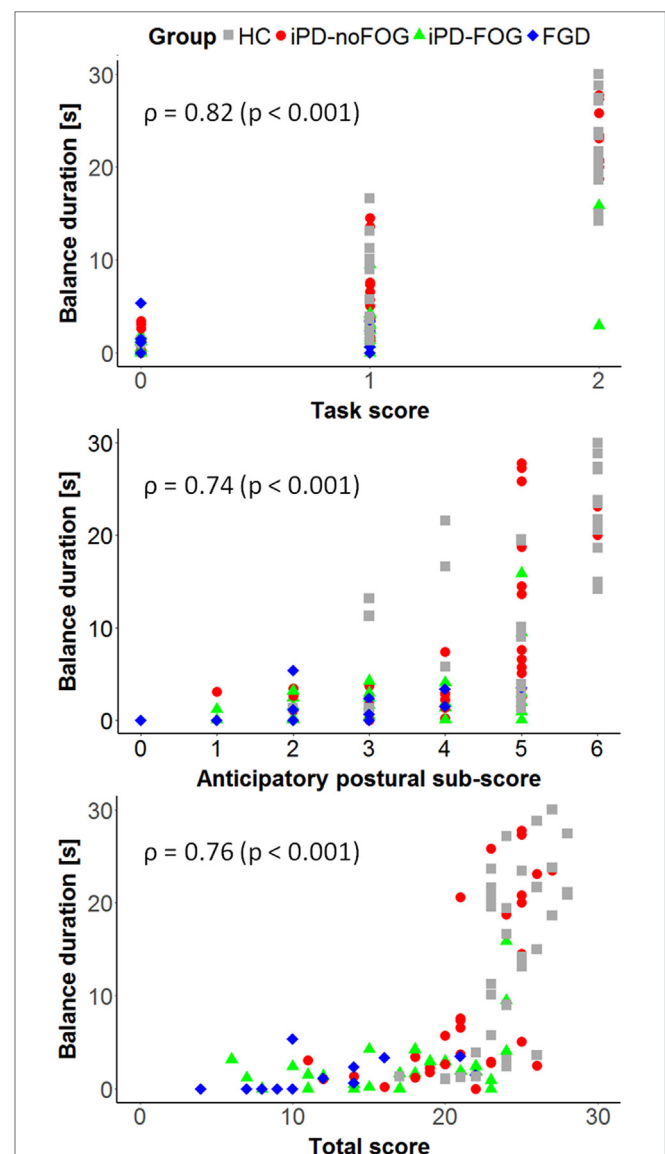 Group HC iPD-noFOG iPD-FOG FGD
30
ρ = 0.82 (p < 0.001)
20
10
0
Balance duration [s]
0 1 2
Task score
30
ρ = 0.74 (p < 0.001)
20
10
0
Balance duration [s]
0 1 2 3 4 5 6
Anticipatory postural sub-score
30
ρ = 0.76 (p < 0.001)
20
10
0
Balance duration [s]
0 10 20 30
Total score